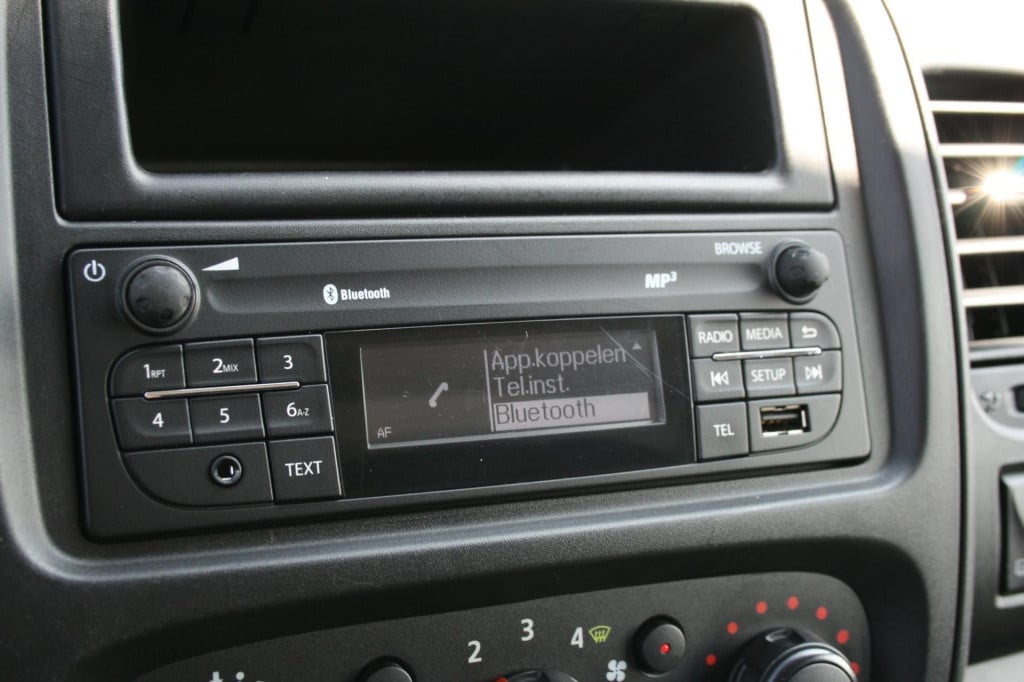 BROWSE
Bluetooth
MP³
1RPT 2MIX 3
4 5 6A-Z
TEXT
App.koppelen
Tel.inst.
Bluetooth
AF
RADIO MEDIA
SETUP
TEL
2 3 4